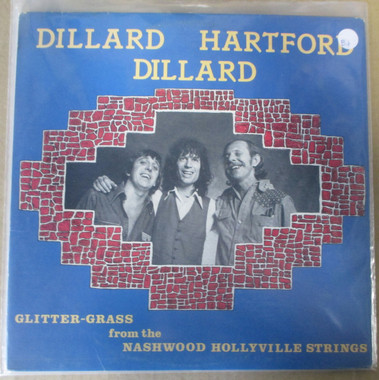 DILLARD HARTFORD
DILLARD
GLITTER-GRASS
from the
NASHWOOD HOLLYVILLE STRINGS